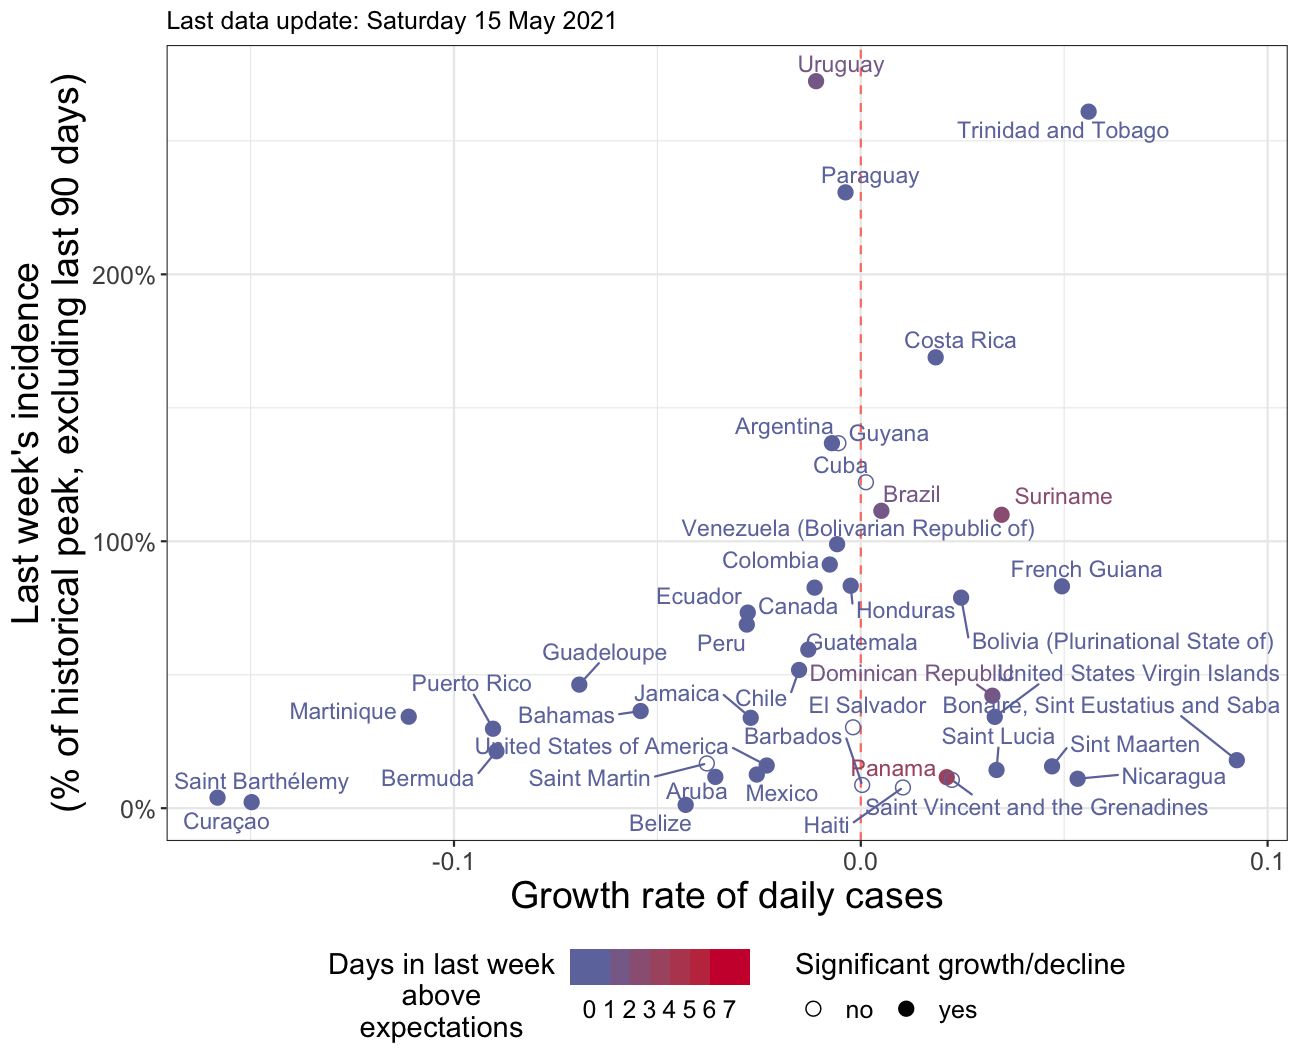 Last data update: Saturday 15 May 2021
Last week's incidence
(% of historical peak, excluding last 90 days)
Uruguay
Trinidad and Tobago
Paraguay
200%
Costa Rica
Argentina
Guyana
Cuba
Brazil
Suriname
Venezuela (Bolivarian Republic of)
100%
Colombia
French Guiana
Ecuador
Canada
Honduras
Peru
Guatemala
Bolivia (Plurinational State of)
Guadeloupe
Dominican Republic
United States Virgin Islands
Puerto Rico
Jamaica
Chile
Martinique
Bahamas
El Salvador
Bonaire, Sint Eustatius and Saba
Barbados
Saint Lucia
United States of America
Sint Maarten
Bermuda
Saint Martin
Panama
Nicaragua
Saint Barthélemy
Aruba
Mexico
0%
Saint Vincent and the Grenadines
Curaçao
Belize
Haiti
-0.1
0.0
0.1
Growth rate of daily cases
Days in last week
above
expectations
0 1 2 3 4 5 6 7
Significant growth/decline
no
yes